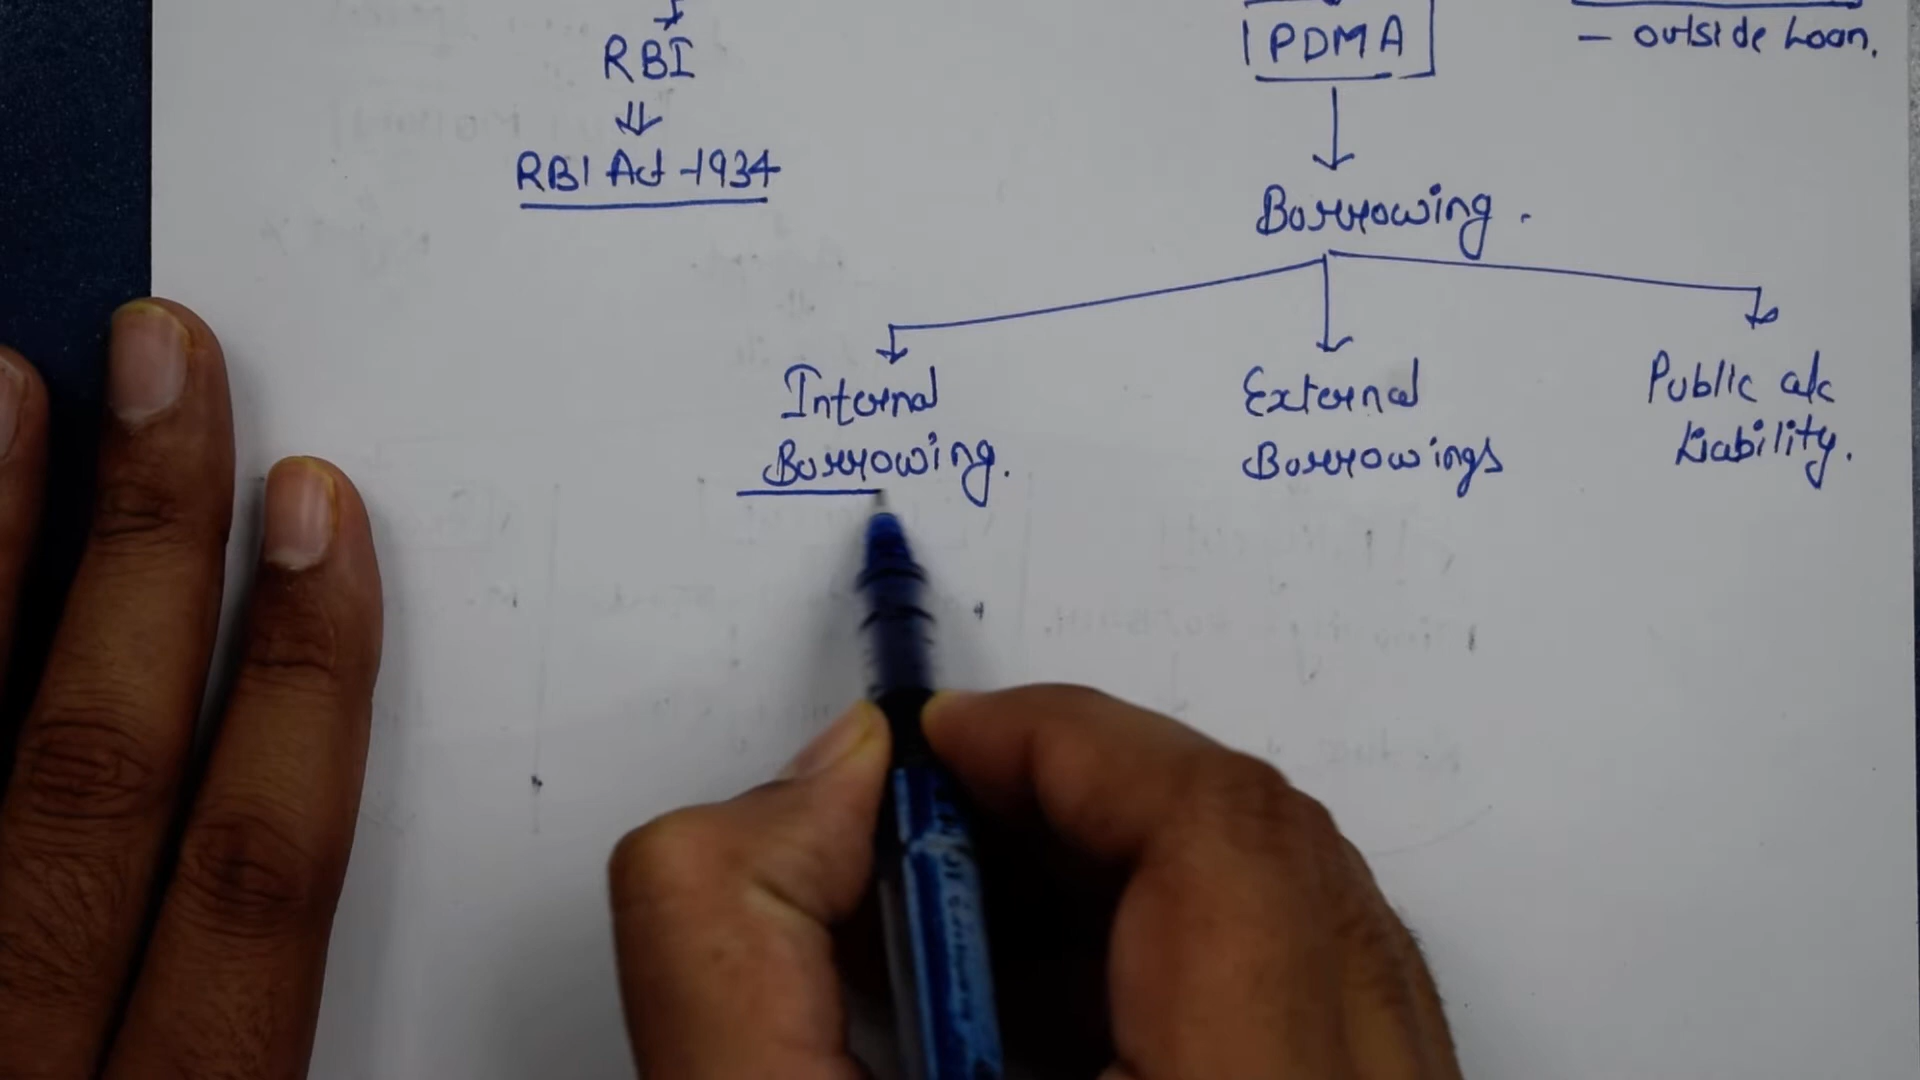 RBI
RBI Act -1934
PDMA
- outside Loan.
Borrowing.
Internal
Borrowing.
External
Borrowings
Public a/c
Liability.